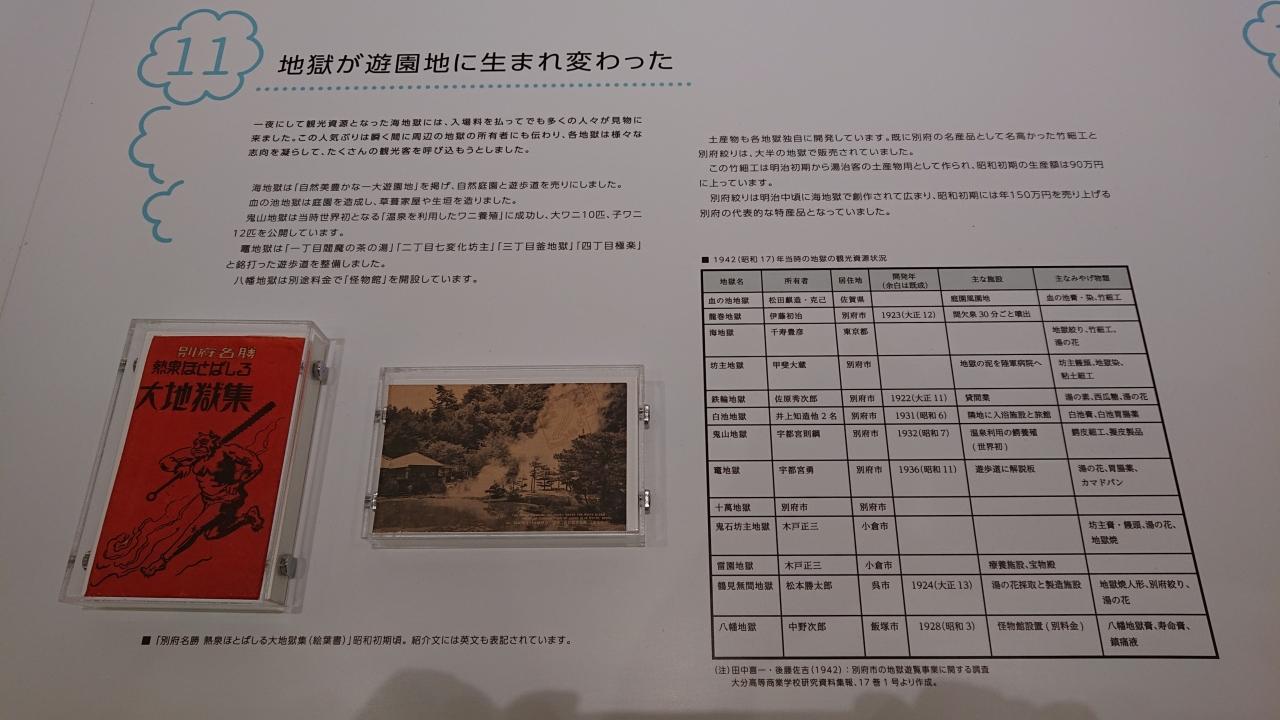 11
地獄が遊園地に生まれ変わった
一夜にして観光資源となった海地獄には、入場料を払ってでも多くの人々が見物に
来ました。この人気ぶりは瞬く間に周辺の地獄の所有者にも伝わり、各地獄は様々な
志向を凝らして、たくさんの観光客を呼び込もうとしました。
海地獄は「自然美豊かな一大遊園地」を掲げ、自然庭園と遊歩道を売りにしました。
血の池地獄は庭園を造成し、草葺家屋や生垣を造りました。
鬼山地獄は当時世界初となる「温泉を利用したワニ養殖」に成功し、大ワニ10匹、子ワニ
12匹を公開しています。
竈地獄は「一丁目閻魔の茶の湯」「二丁目七変化坊主」「三丁目釜地獄」「四丁目極楽」
と銘打った遊歩道を整備しました。
八幡地獄は別途料金で「怪物館」を開設しています。
別府名勝
熱泉ほとばしる
大地獄集
■「別府名勝 熱泉ほとばしる大地獄集(絵葉書)」昭和初期頃。紹介文には英文も表記されています。
土産物も各地獄独自に開発しています。既に別府の名産品として名高かった竹細工と
別府絞りは、大半の地獄で販売されていました。
この竹細工は明治初期から湯治客の土産物用として作られ、昭和初期の生産額は90万円
に上っています。
別府絞りは明治中頃に海地獄で創作されて広まり、昭和初期には年150万円を売り上げる
別府の代表的な特産品となっていました。
■ 1942(昭和17)年当時の地獄の観光資源状況
地獄名 所有者 居住地 開発年(余白は既成) 主な施設 主なみやげ物類
血の池地獄 松田麒造・克己 佐賀県 庭園風園地 血の池膏・染、竹細工
龍巻地獄 伊藤初治 別府市 1923(大正12) 間欠泉30分ごと噴出
海地獄 千寿豊彦 東京都 地獄絞り、竹細工、湯の花
坊主地獄 甲斐大蔵 別府市 地獄の泥を陸軍病院へ 坊主饅頭、地獄染、粘土細工
鉄輪地獄 佐原秀次郎 別府市 1922(大正11) 貸間業 湯の素、西瓜糖、湯の花
白池地獄 井上知造他2名 別府市 1931(昭和6) 隣地に入浴施設と旅館 白池膏、白池胃腸薬
鬼山地獄 宇都宮則綱 別府市 1932(昭和7) 温泉利用の鰐養殖(世界初) 鰐皮細工、擬皮製品
竈地獄 宇都宮勇 別府市 1936(昭和11) 遊歩道に解説板 湯の花、胃腸薬、カマドパン
十萬地獄 別府市 別府市
鬼石坊主地獄 木戸正三 小倉市 坊主膏・饅頭、湯の花、地獄焼
雷園地獄 木戸正三 小倉市 療養施設、宝物殿
鶴見無間地獄 松本勝太郎 呉市 1924(大正13) 湯の花採取と製造施設 地獄焼人形、別府絞り、湯の花
八幡地獄 中野次郎 飯塚市 1928(昭和3) 怪物館設置(別料金) 八幡地獄膏、寿命膏、鎮痛液
(注)田中喜一・後藤佐吉(1942):別府市の地獄遊覧事業に関する調査
大分高等商業学校研究資料集報、17巻1号より作成。